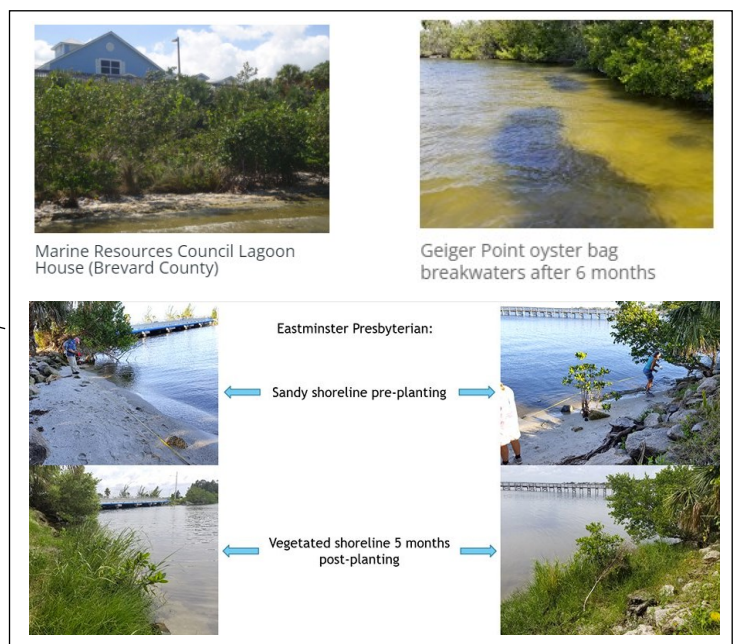 Marine Resources Council Lagoon
House (Brevard County)
Geiger Point oyster bag
breakwaters after 6 months
Eastminster Presbyterian:
Sandy shoreline pre-planting
Vegetated shoreline 5 months
post-planting